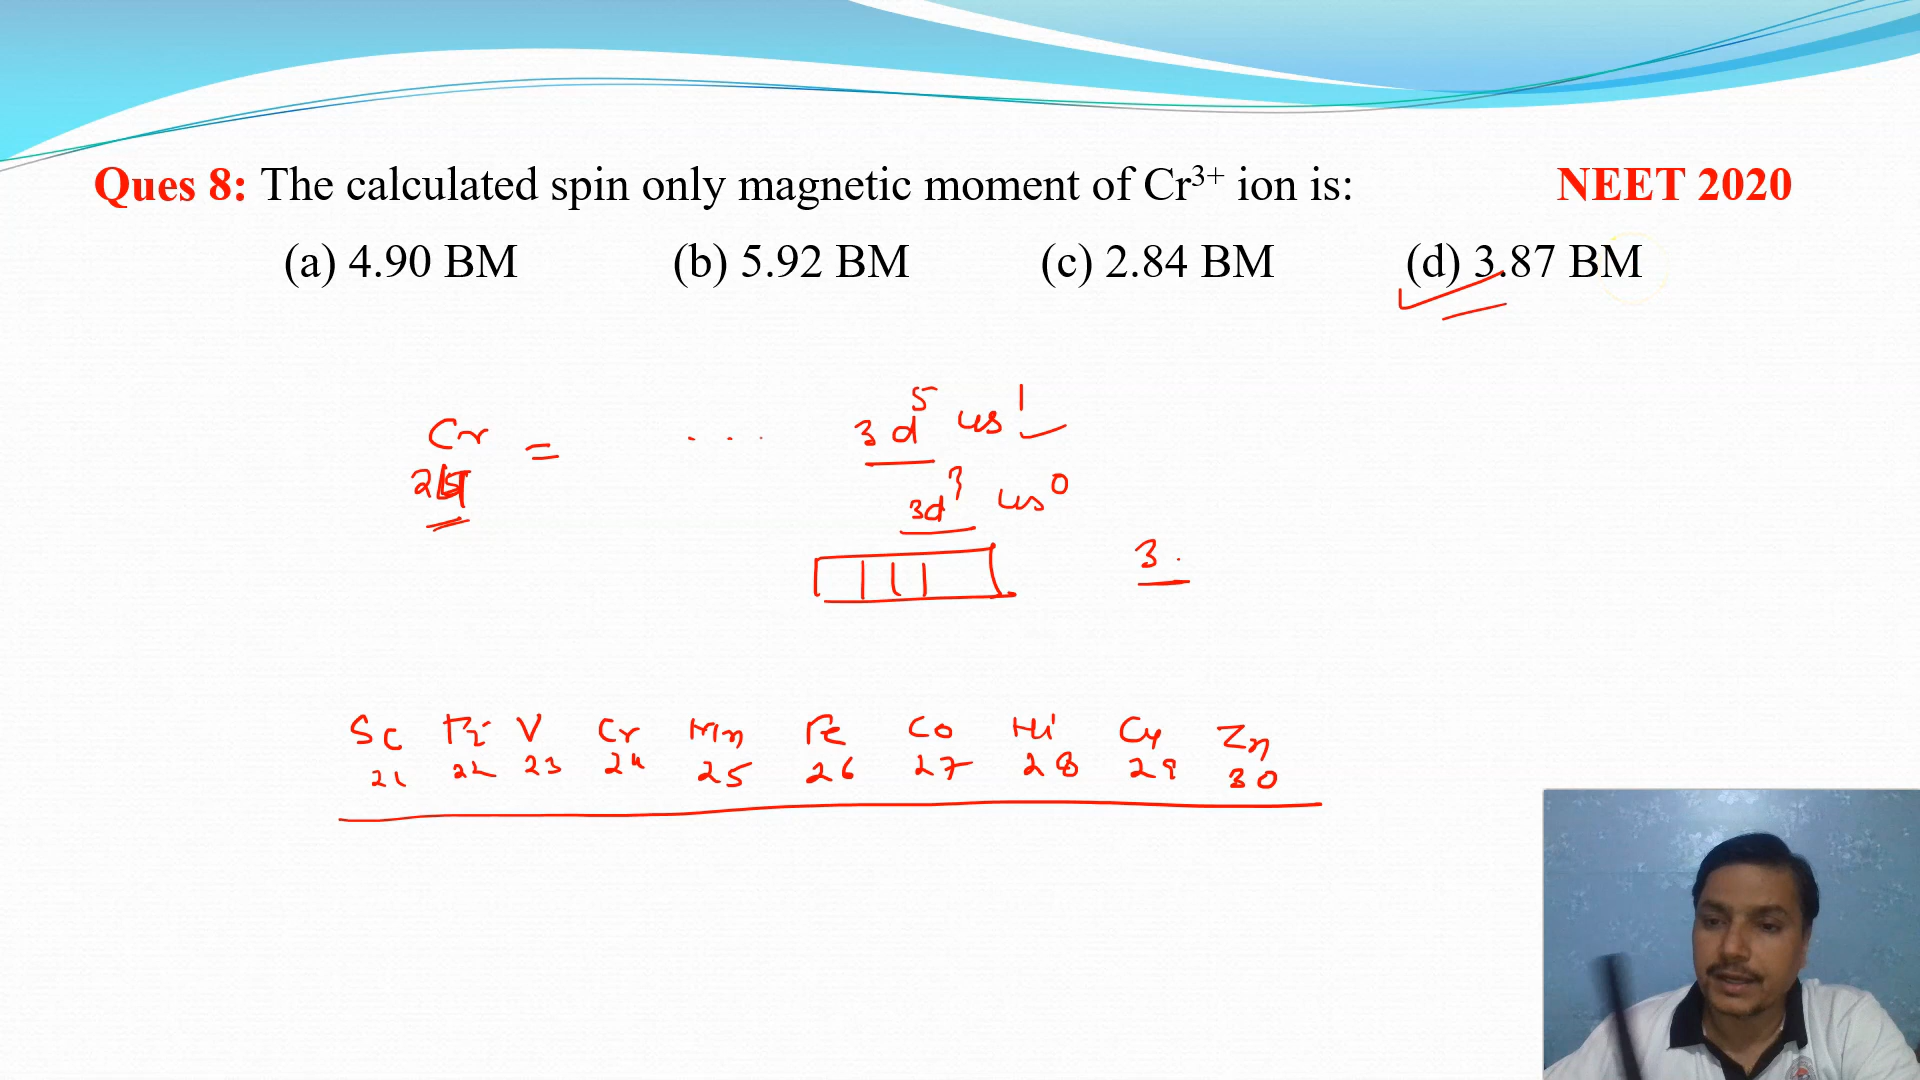 Ques 8: The calculated spin only magnetic moment of Cr³⁺ ion is: NEET 2020
(a) 4.90 BM (b) 5.92 BM (c) 2.84 BM (d) 3.87 BM
Cr = ... 3d⁵ 4s¹
3d³ 4s⁰
3
Sc Ti V Cr Mn Fe Co Ni Cu Zn
21 22 23 24 25 26 27 28 29 30